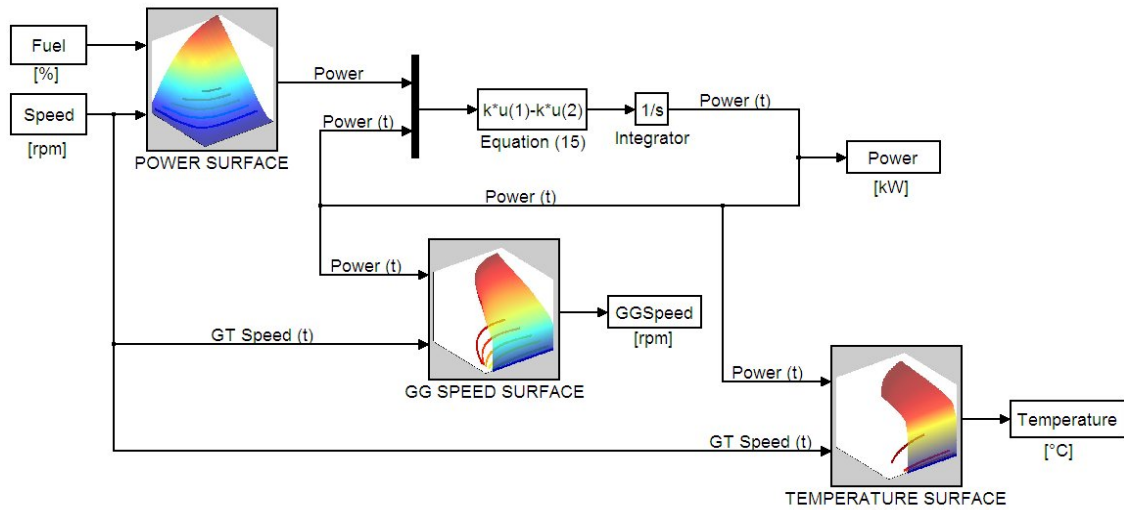 Fuel
[%]
Speed
[rpm]
POWER SURFACE
Power
Power (t)
k*u(1)-k*u(2)
Equation (15)
1/s
Integrator
Power (t)
Power
[kW]
Power (t)
Power (t)
GT Speed (t)
GG SPEED SURFACE
GGSpeed
[rpm]
Power (t)
GT Speed (t)
TEMPERATURE SURFACE
Temperature
[°C]